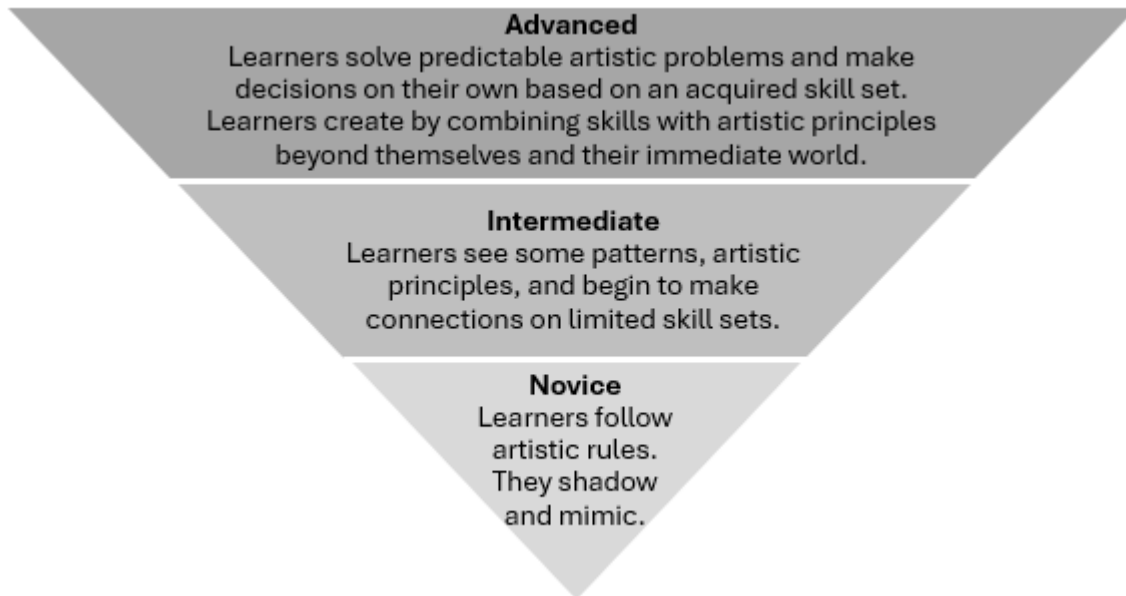 Advanced
Learners solve predictable artistic problems and make
decisions on their own based on an acquired skill set.
Learners create by combining skills with artistic principles
beyond themselves and their immediate world.
Intermediate
Learners see some patterns, artistic
principles, and begin to make
connections on limited skill sets.
Novice
Learners follow
artistic rules.
They shadow
and mimic.